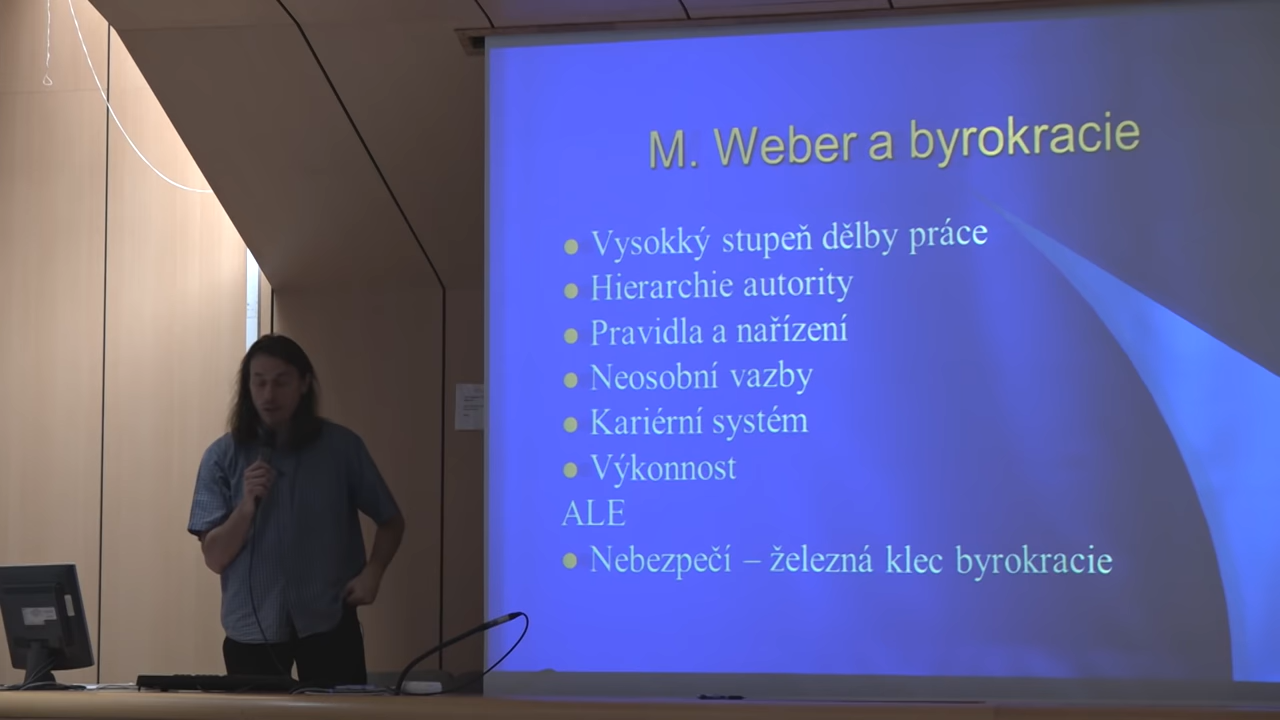 M. Weber a byrokracie
Vysokký stupeň dělby práce
Hierarchie autority
Pravidla a nařízení
Neosobní vazby
Kariérní systém
Výkonnost
ALE
Nebezpečí – železná klec byrokracie